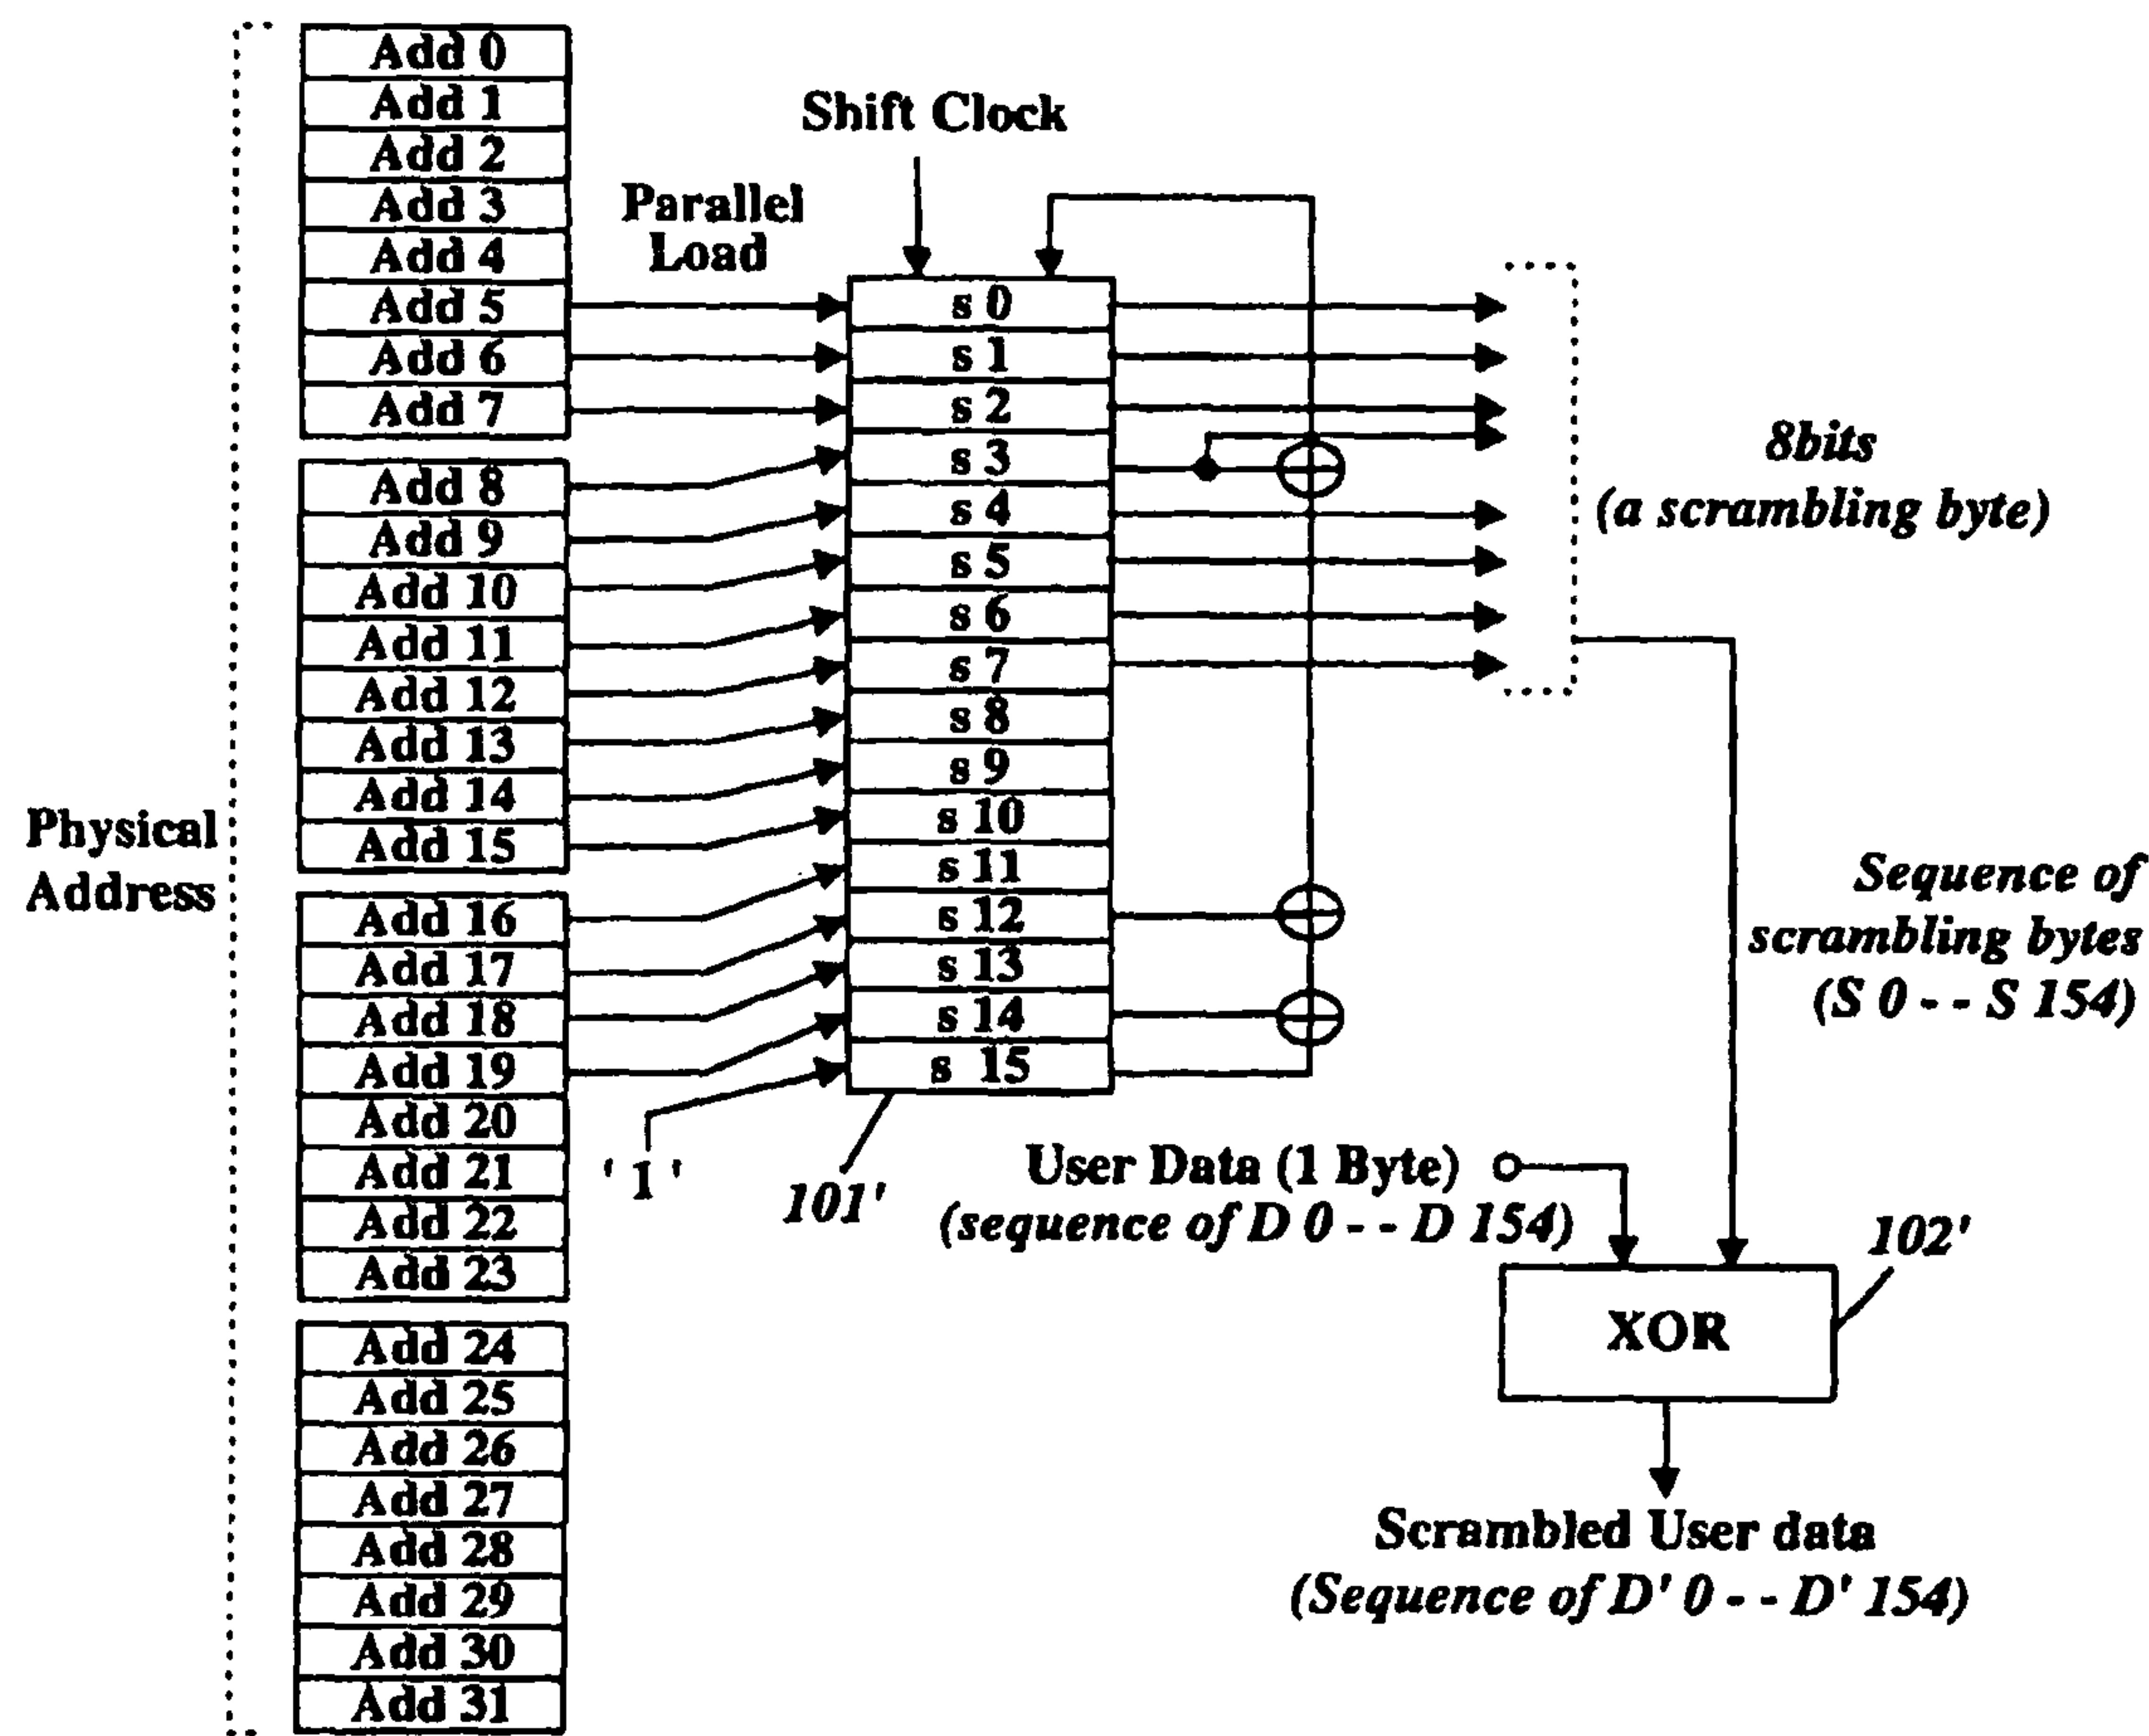 Add 0
Add 1
Add 2
Add 3
Add 4
Add 5
Add 6
Add 7
Add 8
Add 9
Add 10
Add 11
Add 12
Add 13
Add 14
Add 15
Add 16
Add 17
Add 18
Add 19
Add 20
Add 21
Add 22
Add 23
Add 24
Add 25
Add 26
Add 27
Add 28
Add 29
Add 30
Add 31
Physical
Address
Parallel
Load
Shift Clock
s 0
s 1
s 2
s 3
s 4
s 5
s 6
s 7
s 8
s 9
s 10
s 11
s 12
s 13
s 14
s 15
' 1 '
101'
8bits
(a scrambling byte)
Sequence of
scrambling bytes
(S 0 - - S 154)
User Data (1 Byte)
(sequence of D 0 - - D 154)
102'
XOR
Scrambled User data
(Sequence of D' 0 - - D' 154)